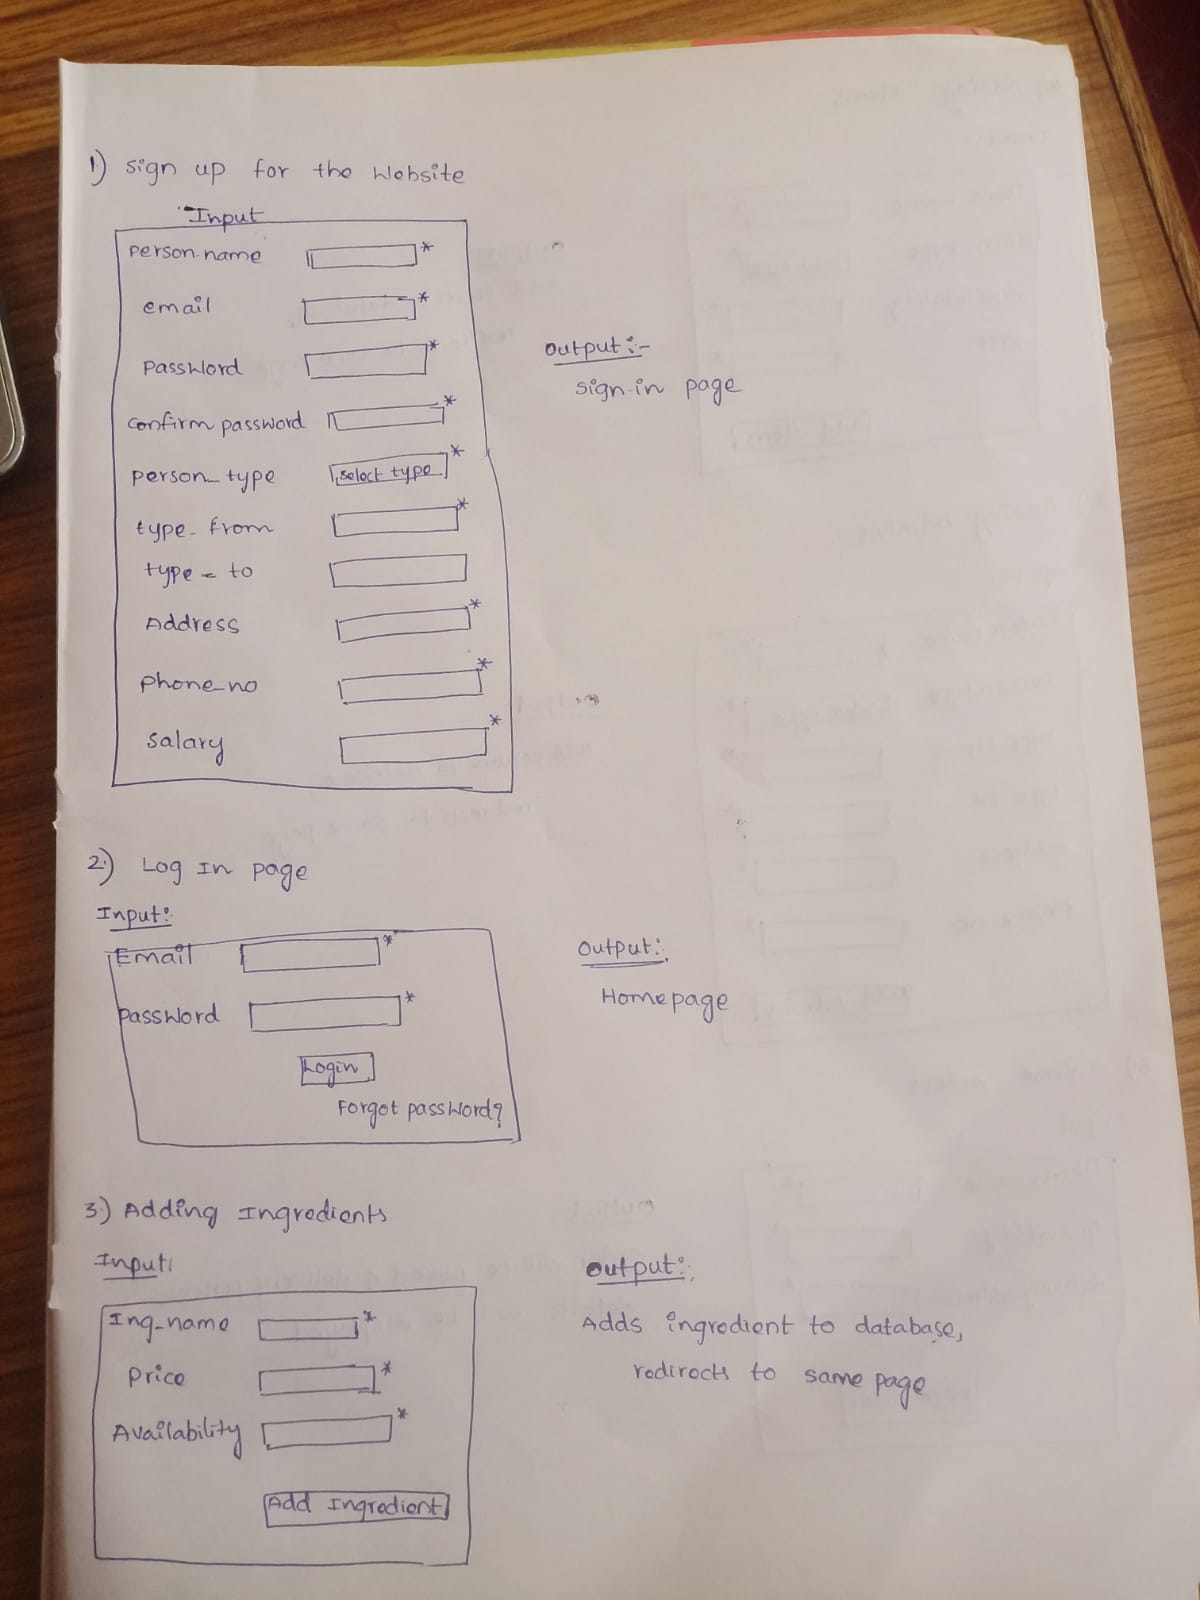 1) Sign up for the Website
Input
Person-name *
email *
Password *
Confirm password *
person_type select type *
type-from *
type-to
Address *
Phone_no *
Salary *
Output:-
Sign-in page
2.) Log In page
Input:
Email *
Password *
Login
Forgot password?
Output:
Homepage
3.) Adding Ingredients
Input:
Ing_name *
Price *
Availability *
Add Ingredient
Output:
Adds ingredient to database,
redirects to same page